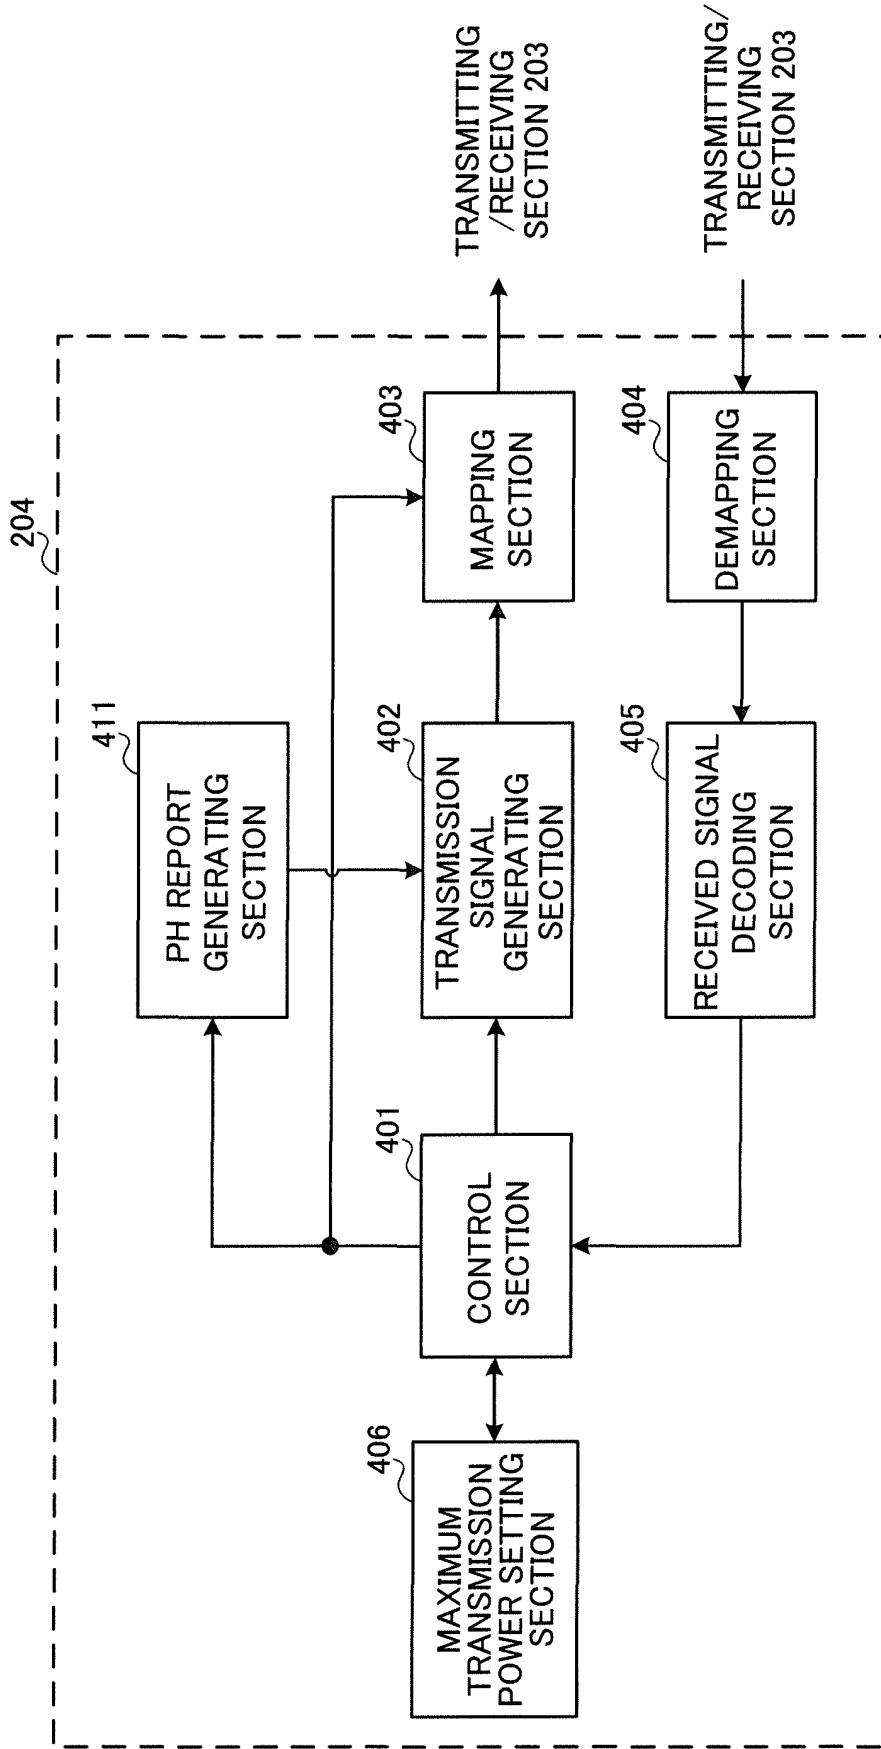 204
411
PH REPORT
GENERATING
SECTION
406
MAXIMUM
TRANSMISSION
POWER SETTING
SECTION
401
CONTROL
SECTION
402
TRANSMISSION
SIGNAL
GENERATING
SECTION
403
MAPPING
SECTION
TRANSMITTING
/RECEIVING
SECTION 203
405
RECEIVED SIGNAL
DECODING
SECTION
404
DEMAPPING
SECTION
TRANSMITTING/
RECEIVING
SECTION 203